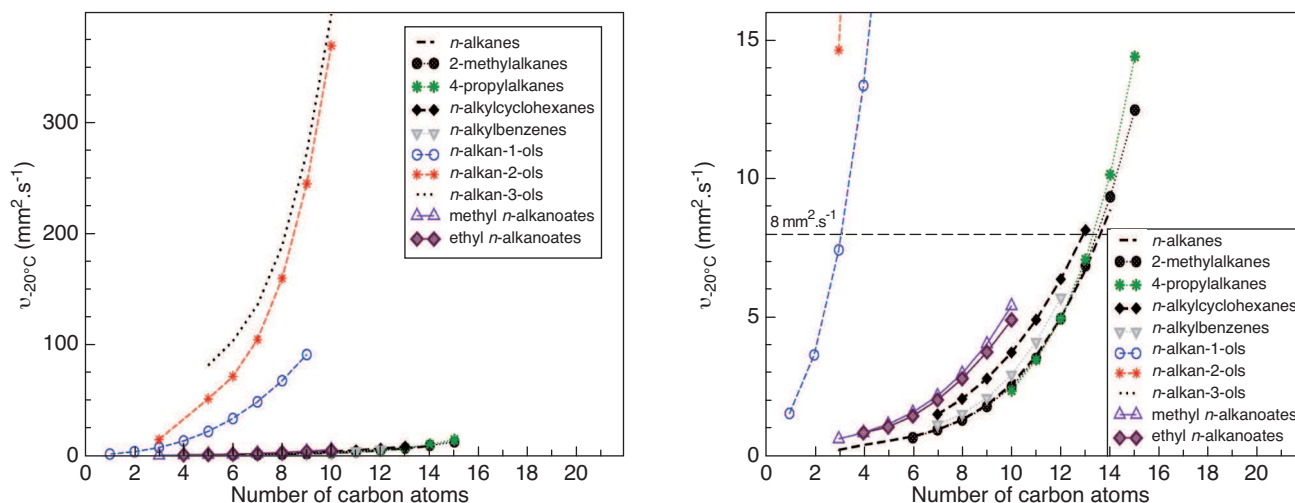 350
300
250
200
150
100
50
0
0 2 4 6 8 10 12 14 16 18 20
Number of carbon atoms
υ-20°C (mm².s-1)
n-alkanes
2-methylalkanes
4-propylalkanes
n-alkylcyclohexanes
n-alkylbenzenes
n-alkan-1-ols
n-alkan-2-ols
n-alkan-3-ols
methyl n-alkanoates
ethyl n-alkanoates
15
10
5
0
0 2 4 6 8 10 12 14 16 18 20
Number of carbon atoms
υ-20°C (mm².s-1)
8 mm².s-1
n-alkanes
2-methylalkanes
4-propylalkanes
n-alkylcyclohexanes
n-alkylbenzenes
n-alkan-1-ols
n-alkan-2-ols
n-alkan-3-ols
methyl n-alkanoates
ethyl n-alkanoates